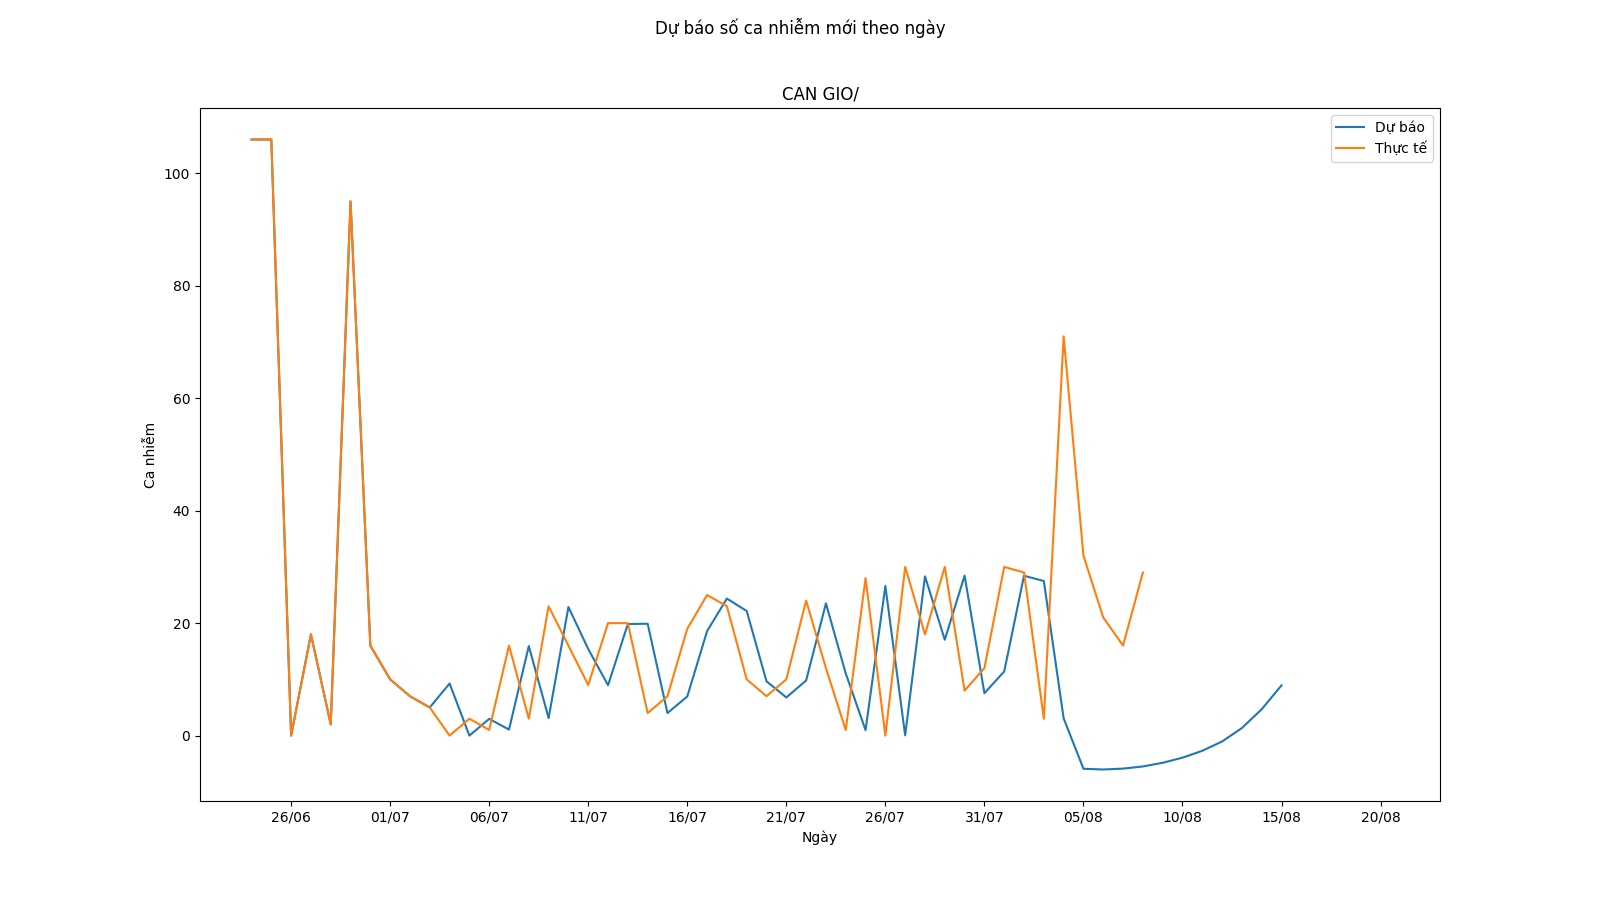 Dự báo số ca nhiễm mới theo ngày
CAN GIO/
Dự báo
Thực tế
100
80
60
40
20
0
Ca nhiễm
26/06 01/07 06/07 11/07 16/07 21/07 26/07 31/07 05/08 10/08 15/08 20/08
Ngày